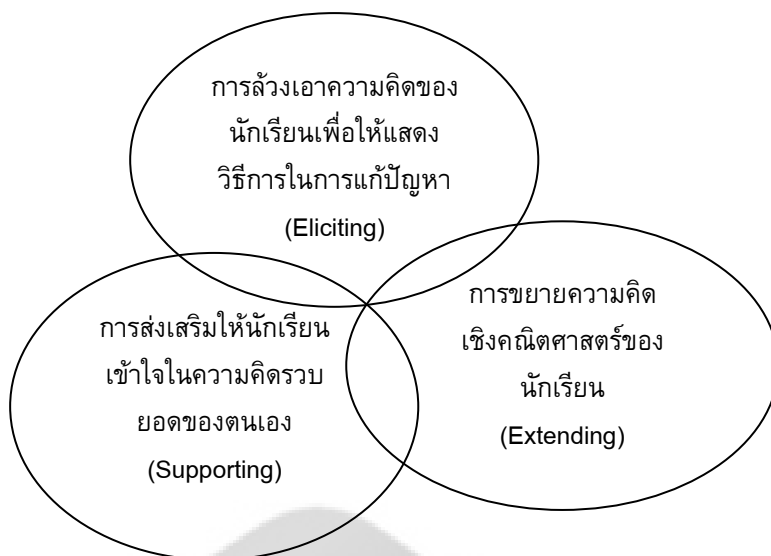 การล้วงเอาความคิดของ
นักเรียนเพื่อให้แสดง
วิธีการในการแก้ปัญหา
(Eliciting)
การส่งเสริมให้นักเรียน
เข้าใจในความคิดรวบ
ยอดของตนเอง
(Supporting)
การขยายความคิด
เชิงคณิตศาสตร์ของ
นักเรียน
(Extending)